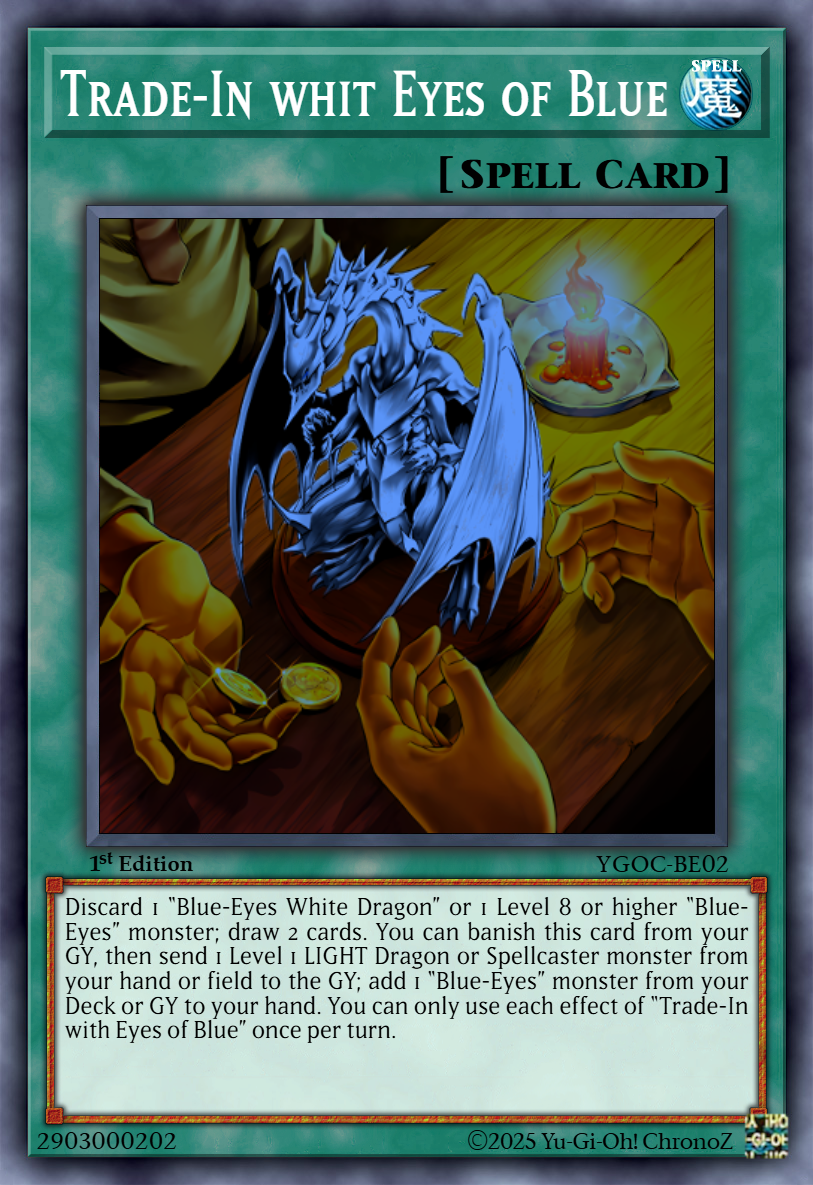 Trade-In whit Eyes of Blue
SPELL
魔
[Spell Card]
1st Edition
YGOC-BE02
Discard 1 “Blue-Eyes White Dragon” or 1 Level 8 or higher “Blue-
Eyes” monster; draw 2 cards. You can banish this card from your
GY, then send 1 Level 1 LIGHT Dragon or Spellcaster monster from
your hand or field to the GY; add 1 “Blue-Eyes” monster from your
Deck or GY to your hand. You can only use each effect of “Trade-In
with Eyes of Blue” once per turn.
2903000202
©2025 Yu-Gi-Oh! ChronoZ